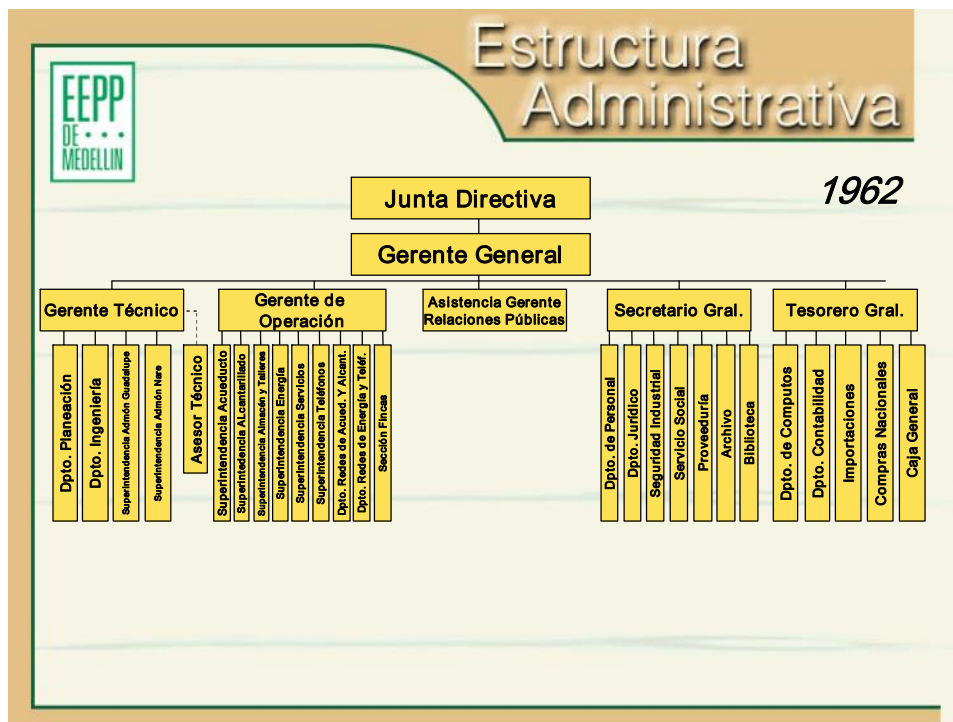 Estructura
Administrativa
EEPP
DE • • •
MEDELLIN
1962
Junta Directiva
Gerente General
Gerente Técnico
Gerente de
Operación
Asistencia Gerente
Relaciones Públicas
Secretario Gral.
Tesorero Gral.
Dpto. Planeación
Dpto. Ingeniería
Superintendencia Admón Guadalupe
Superintendencia Admón Nare
Asesor Técnico
Superintendencia Acueducto
Superintedencia ALcantarillado
Superintendencia Almacén y Talleres
Superintendencia Energía
Superintendencia Servicios
Superintendencia Teléfonos
Dpto. Redes de Acued. Y Alcant.
Dpto. Redes de Energía y Teléf.
Sección Fincas
Dpto. de Personal
Dpto. Jurídico
Seguridad Industrial
Servicio Social
Proveeduría
Archivo
Biblioteca
Dpto. de Computos
Dpto. Contabilidad
Importaciones
Compras Nacionales
Caja General